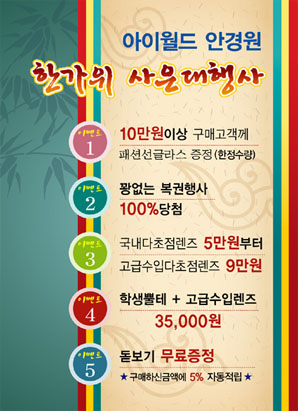 아이월드 안경원
한가위 사은대행사
이벤트 1
10만원이상 구매고객께
패션선글라스 증정(한정수량)
이벤트 2
꽝없는 복권행사
100%당첨
이벤트 3
국내다초점렌즈 5만원부터
고급수입다초점렌즈 9만원
이벤트 4
학생뿔테 + 고급수입렌즈
35,000원
이벤트 5
돋보기 무료증정
★구매하신금액에 5% 자동적립★